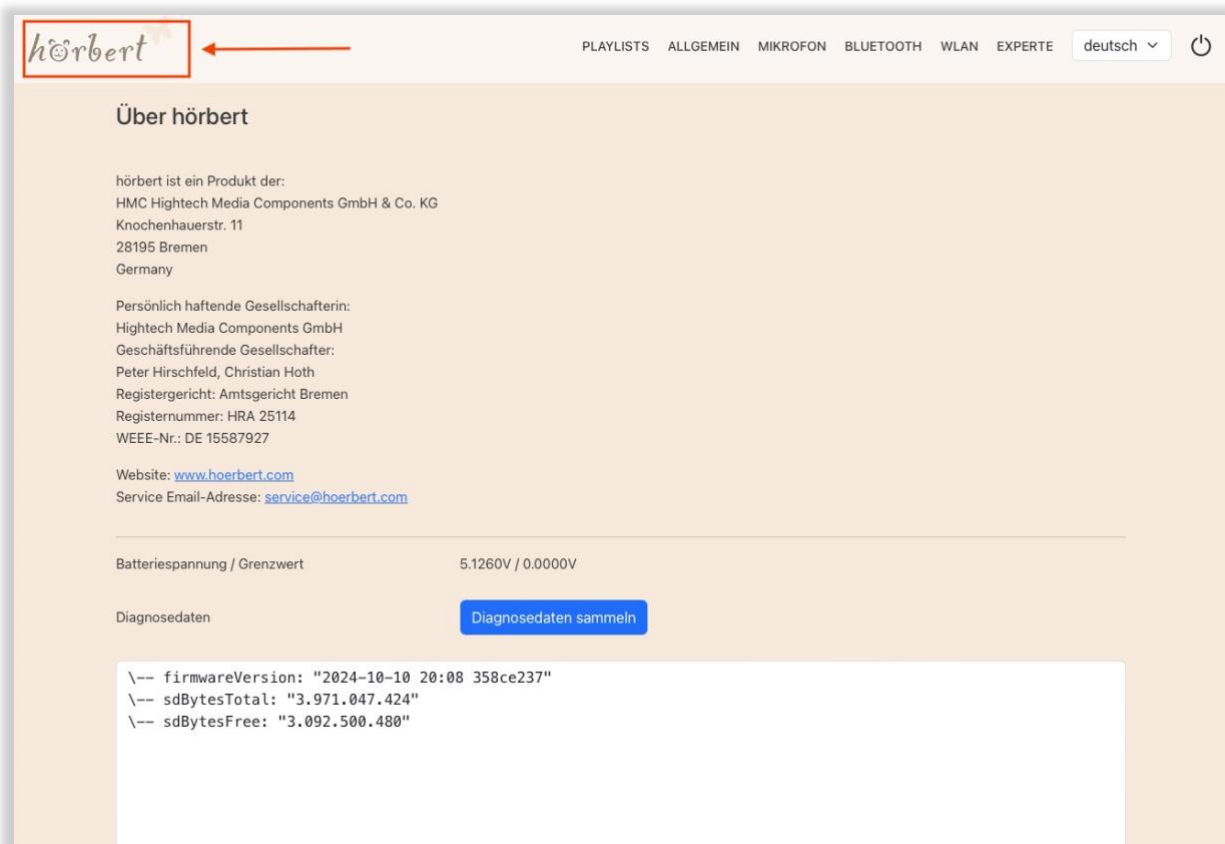 hörbert
PLAYLISTS ALLGEMEIN MIKROFON BLUETOOTH WLAN EXPERTE deutsch
Über hörbert
hörbert ist ein Produkt der:
HMC Hightech Media Components GmbH & Co. KG
Knochenhauerstr. 11
28195 Bremen
Germany
Persönlich haftende Gesellschafterin:
Hightech Media Components GmbH
Geschäftsführende Gesellschafter:
Peter Hirschfeld, Christian Hoth
Registergericht: Amtsgericht Bremen
Registernummer: HRA 25114
WEEE-Nr.: DE 15587927
Website: www.hoerbert.com
Service Email-Adresse: service@hoerbert.com
Batteriespannung / Grenzwert 5.1260V / 0.0000V
Diagnosedaten Diagnosedaten sammeln
\-- firmwareVersion: "2024-10-10 20:08 358ce237"
\-- sdBytesTotal: "3.971.047.424"
\-- sdBytesFree: "3.092.500.480"